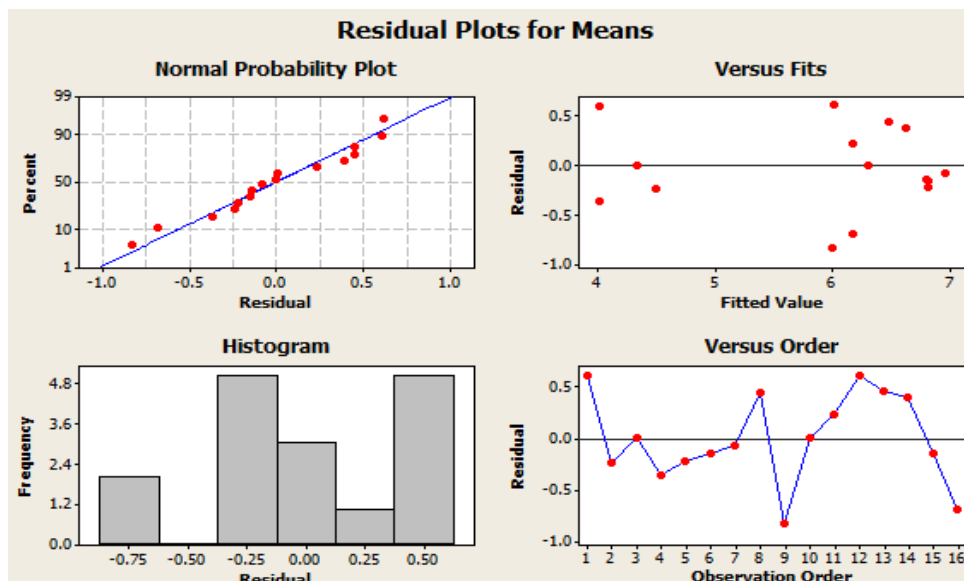 Residual Plots for Means
Normal Probability Plot
99
90
50
10
1
Percent
-1.0 -0.5 0.0 0.5 1.0
Residual
Versus Fits
0.5
0.0
-0.5
-1.0
Residual
4 5 6 7
Fitted Value
Histogram
4.8
3.6
2.4
1.2
0.0
Frequency
-0.75 -0.50 -0.25 0.00 0.25 0.50
Residual
Versus Order
0.5
0.0
-0.5
-1.0
Residual
1 2 3 4 5 6 7 8 9 10 11 12 13 14 15 16
Observation Order